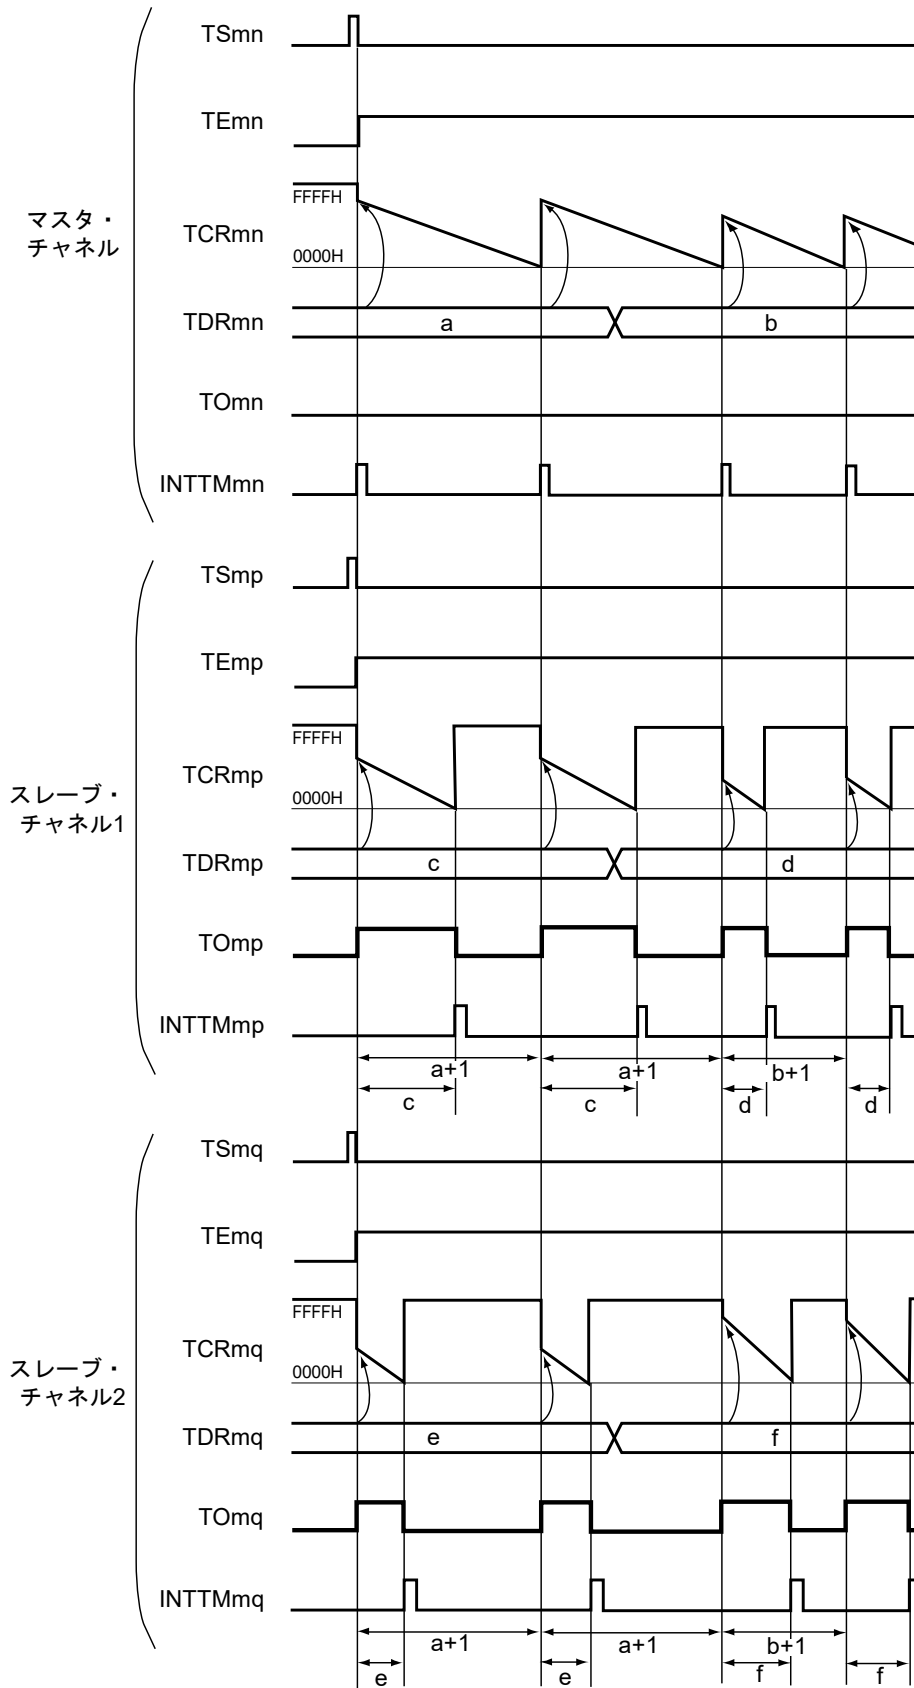 マスタ・
チャネル
TSmn
TEmn
FFFFH
TCRmn
0000H
TDRmn
a
b
TOmn
INTTMmn
スレーブ・
チャネル1
TSmp
TEmp
FFFFH
TCRmp
0000H
TDRmp
c
d
TOmp
INTTMmp
a+1
a+1
b+1
c
c
d
d
スレーブ・
チャネル2
TSmq
TEmq
FFFFH
TCRmq
0000H
TDRmq
e
f
TOmq
INTTMmq
a+1
a+1
b+1
e
e
f
f